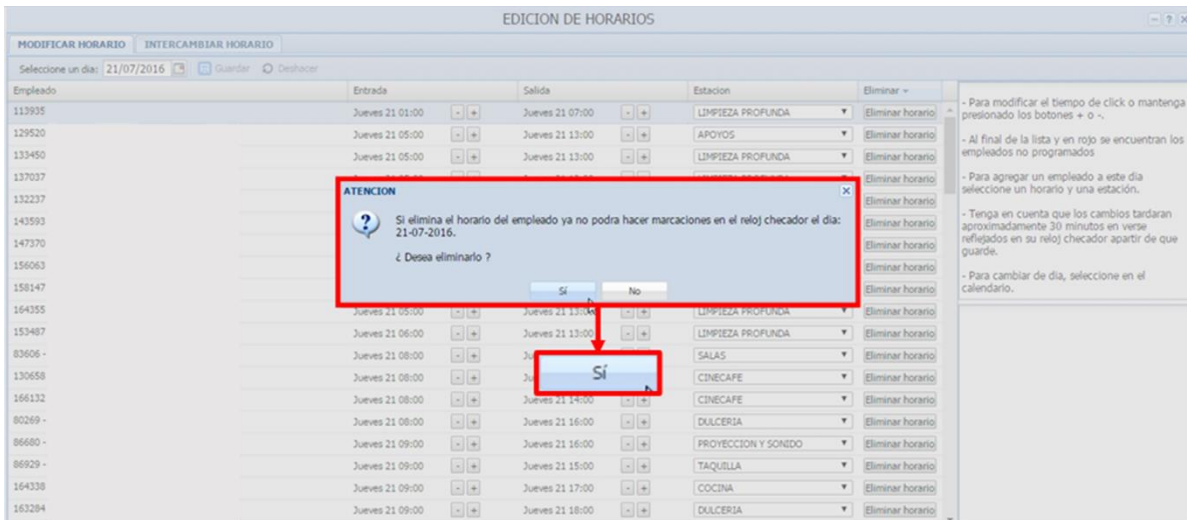 EDICION DE HORARIOS
MODIFICAR HORARIO INTERCAMBIAR HORARIO
Seleccione un dia: 21/07/2016 Guardar Deshacer
Empleado Entrada Salida Estacion Eliminar
113935 Jueves 21 01:00 - + Jueves 21 07:00 - + LIMPIEZA PROFUNDA Eliminar horario
129520 Jueves 21 05:00 - + Jueves 21 13:00 - + APOYOS Eliminar horario
133450 Jueves 21 05:00 - + Jueves 21 13:00 - + LIMPIEZA PROFUNDA Eliminar horario
137037
132237 Eliminar horario
143593 Eliminar horario
147370 Eliminar horario
156063 Eliminar horario
158147 Eliminar horario
164355 Jueves 21 05:00 - + Jueves 21 13:00 - + LIMPIEZA PROFUNDA Eliminar horario
153487 Jueves 21 06:00 - + Jueves 21 13:00 - + LIMPIEZA PROFUNDA Eliminar horario
83606 - Jueves 21 08:00 - + SALAS Eliminar horario
130658 Jueves 21 08:00 - + CINECAFE Eliminar horario
166132 Jueves 21 08:00 - + Jueves 21 14:00 - + CINECAFE Eliminar horario
80269 - Jueves 21 08:00 - + Jueves 21 16:00 - + DULCERIA Eliminar horario
86680 - Jueves 21 09:00 - + Jueves 21 16:00 - + PROYECCION Y SONIDO Eliminar horario
86929 - Jueves 21 09:00 - + Jueves 21 15:00 - + TAQUILLA Eliminar horario
164338 Jueves 21 09:00 - + Jueves 21 17:00 - + COCINA Eliminar horario
163284 Jueves 21 09:00 - + Jueves 21 18:00 - + DULCERIA Eliminar horario
ATENCION
Si elimina el horario del empleado ya no podra hacer marcaciones en el reloj checador el dia:
21-07-2016.
¿ Desea eliminarlo ?
Sí No
Sí
- Para modificar el tiempo de click o mantenga
presionado los botones + o -.
- Al final de la lista y en rojo se encuentran los
empleados no programados
- Para agregar un empleado a este dia
seleccione un horario y una estación.
- Tenga en cuenta que los cambios tardaran
aproximadamente 30 minutos en verse
reflejados en su reloj checador apartir de que
guarde.
- Para cambiar de dia, seleccione en el
calendario.